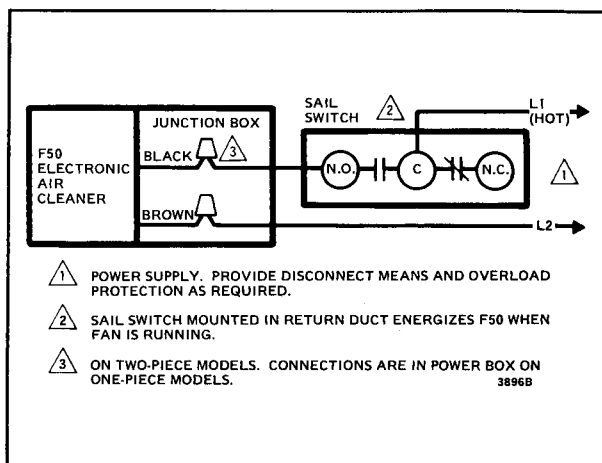 SAIL
SWITCH
2
L1
(HOT)
JUNCTION BOX
F50
ELECTRONIC
AIR
CLEANER
BLACK
3
N.O.
C
N.C.
1
BROWN
L2
1 POWER SUPPLY. PROVIDE DISCONNECT MEANS AND OVERLOAD
PROTECTION AS REQUIRED.
2 SAIL SWITCH MOUNTED IN RETURN DUCT ENERGIZES F50 WHEN
FAN IS RUNNING.
3 ON TWO-PIECE MODELS. CONNECTIONS ARE IN POWER BOX ON
ONE-PIECE MODELS.
3896B